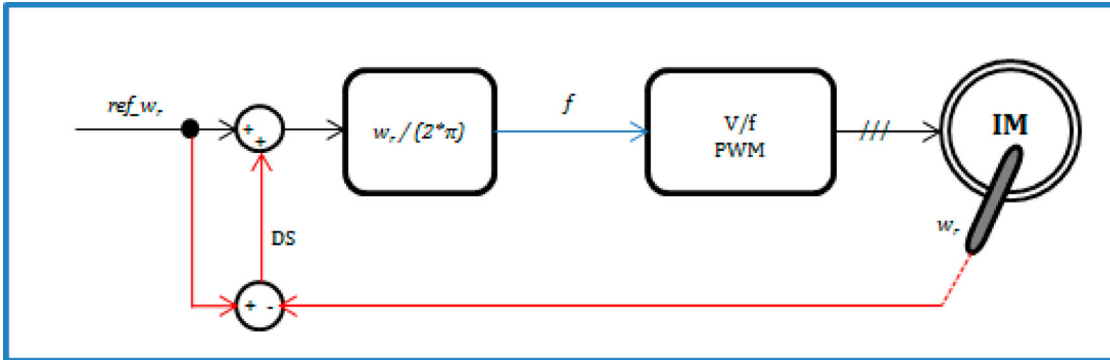 ref_wᵣ
+
+
wᵣ / (2*π)
f
V/f
PWM
///
IM
wᵣ
DS
+ -